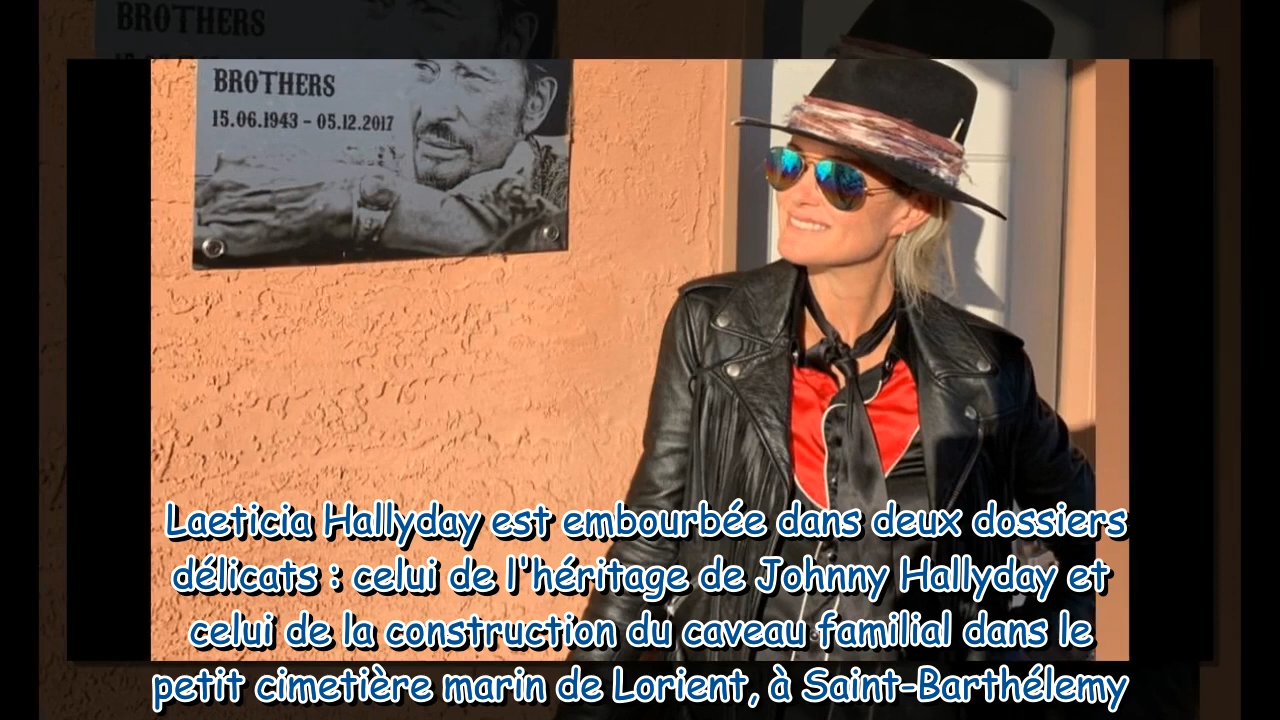 BROTHERS
BROTHERS
15.06.1943 - 05.12.2017
Laeticia Hallyday est embourbée dans deux dossiers
délicats : celui de l'héritage de Johnny Hallyday et
celui de la construction du caveau familial dans le
petit cimetière marin de Lorient, à Saint-Barthélemy